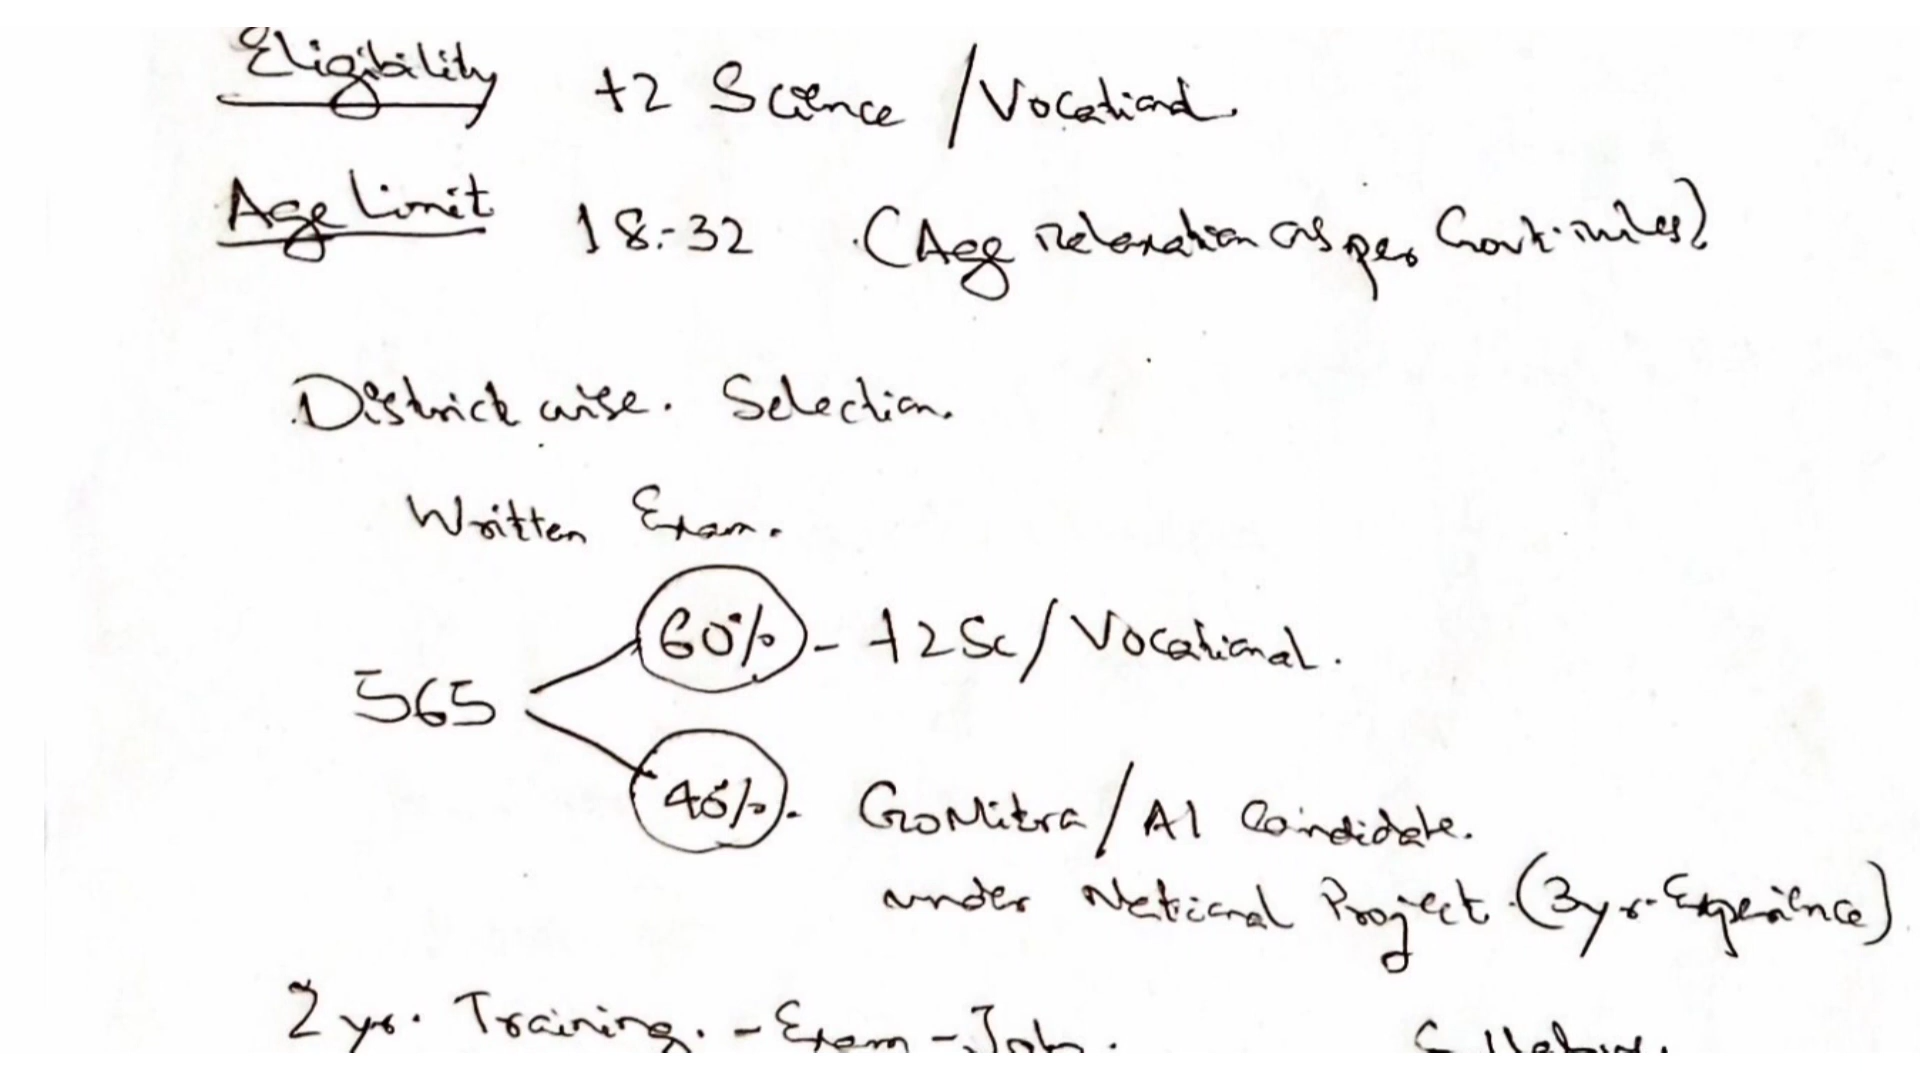 Eligibility +2 Science / Vocational
Age Limit 18-32 (Age relaxation as per Govt. rules)
District wise. Selection.
Written Exam.
60% - +2 Sc / Vocational.
565
40%. GoMitra / AI Candidate.
under National Project. (3yr. Experience)
2 yr. Training. - Exam - Job.